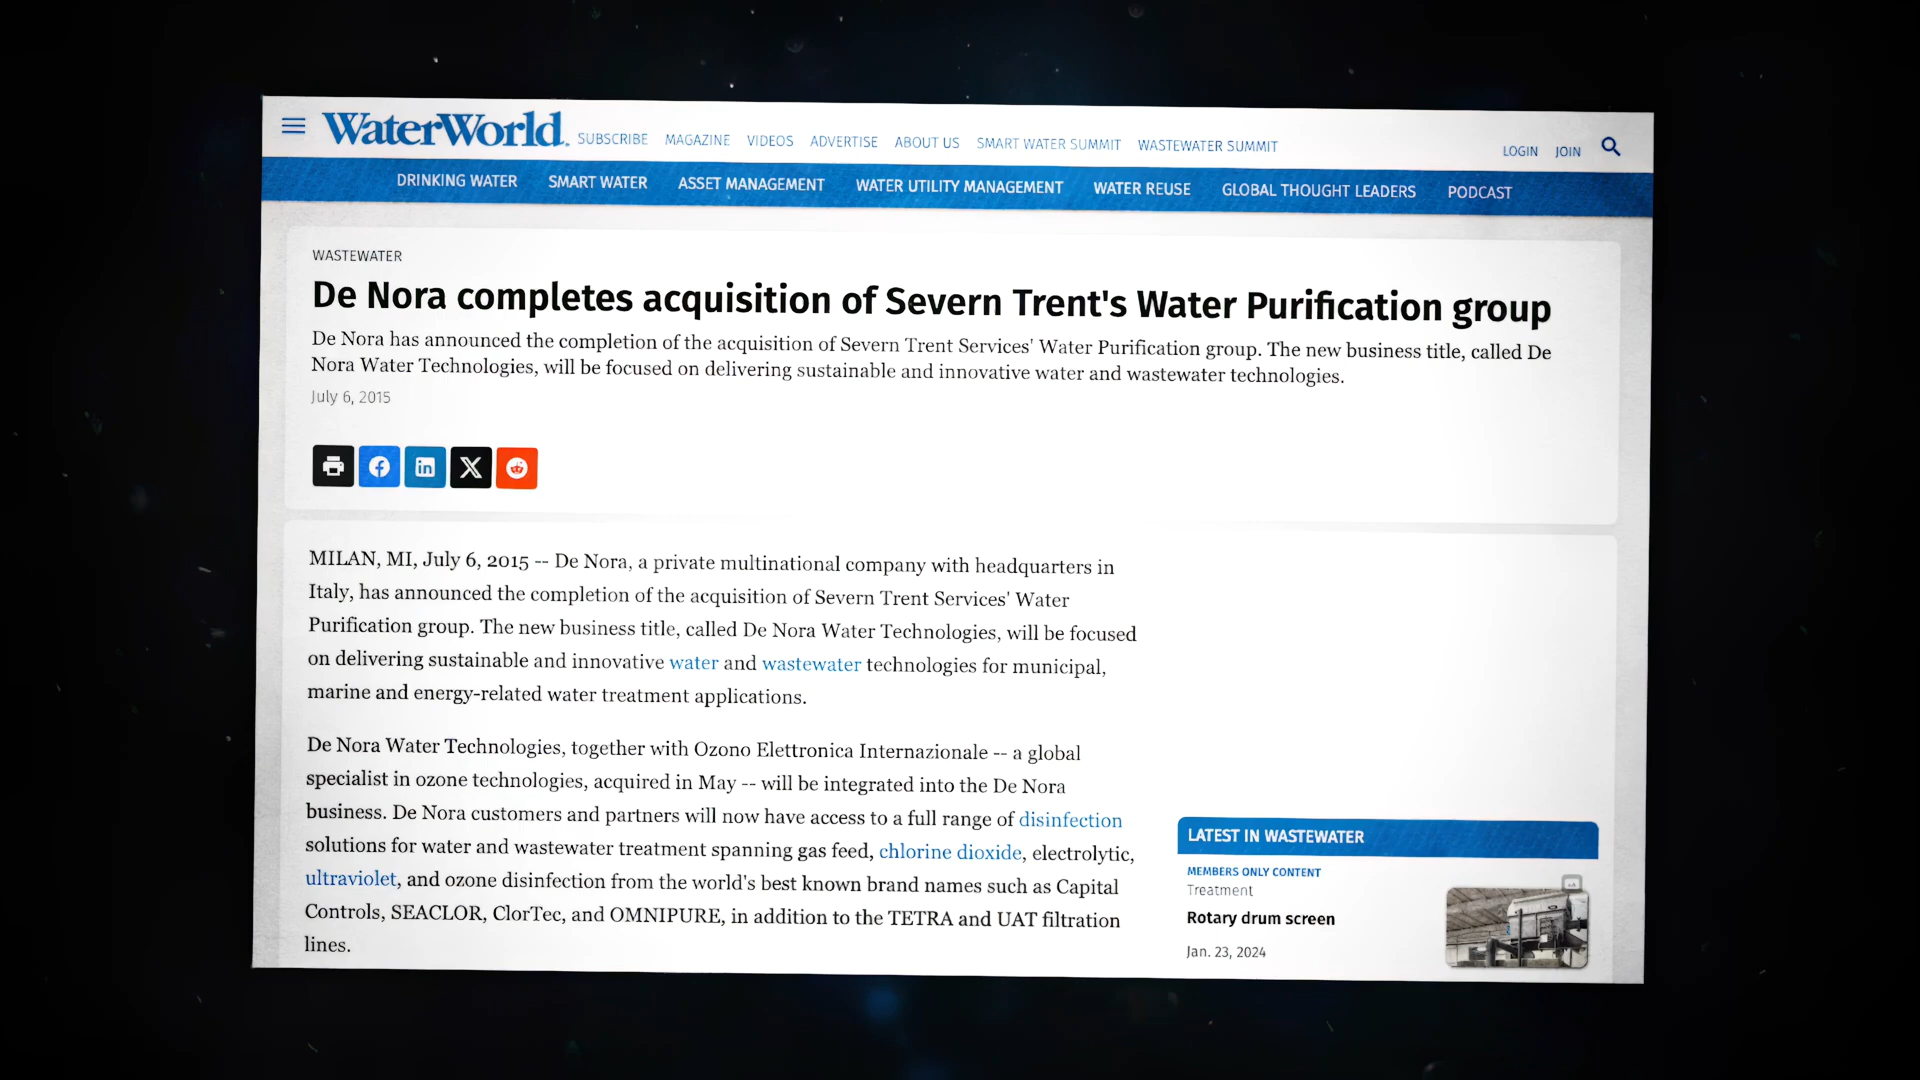 WaterWorld.
SUBSCRIBE MAGAZINE VIDEOS ADVERTISE ABOUT US SMART WATER SUMMIT WASTEWATER SUMMIT
LOGIN JOIN
DRINKING WATER SMART WATER ASSET MANAGEMENT WATER UTILITY MANAGEMENT WATER REUSE GLOBAL THOUGHT LEADERS PODCAST
WASTEWATER
De Nora completes acquisition of Severn Trent's Water Purification group
De Nora has announced the completion of the acquisition of Severn Trent Services' Water Purification group. The new business title, called De
Nora Water Technologies, will be focused on delivering sustainable and innovative water and wastewater technologies.
July 6, 2015
MILAN, MI, July 6, 2015 -- De Nora, a private multinational company with headquarters in
Italy, has announced the completion of the acquisition of Severn Trent Services' Water
Purification group. The new business title, called De Nora Water Technologies, will be focused
on delivering sustainable and innovative water and wastewater technologies for municipal,
marine and energy-related water treatment applications.
De Nora Water Technologies, together with Ozono Elettronica Internazionale -- a global
specialist in ozone technologies, acquired in May -- will be integrated into the De Nora
business. De Nora customers and partners will now have access to a full range of disinfection
solutions for water and wastewater treatment spanning gas feed, chlorine dioxide, electrolytic,
ultraviolet, and ozone disinfection from the world's best known brand names such as Capital
Controls, SEACLOR, ClorTec, and OMNIPURE, in addition to the TETRA and UAT filtration
lines.
LATEST IN WASTEWATER
MEMBERS ONLY CONTENT
Treatment
Rotary drum screen
Jan. 23, 2024